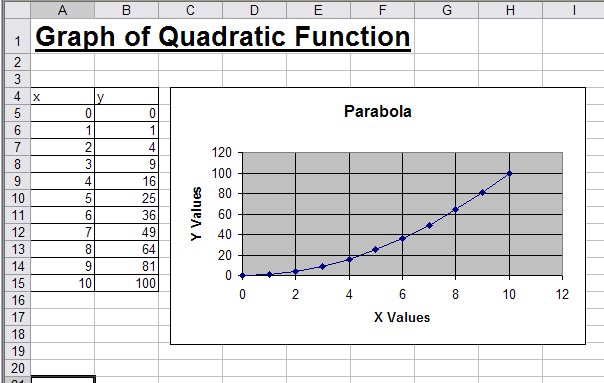 A B C D E F G H I
1 Graph of Quadratic Function
2
3
4 x y
5 0 0
6 1 1
7 2 4
8 3 9
9 4 16
10 5 25
11 6 36
12 7 49
13 8 64
14 9 81
15 10 100
16
17
18
19
20
21
Parabola
Y Values
120
100
80
60
40
20
0
0 2 4 6 8 10 12
X Values